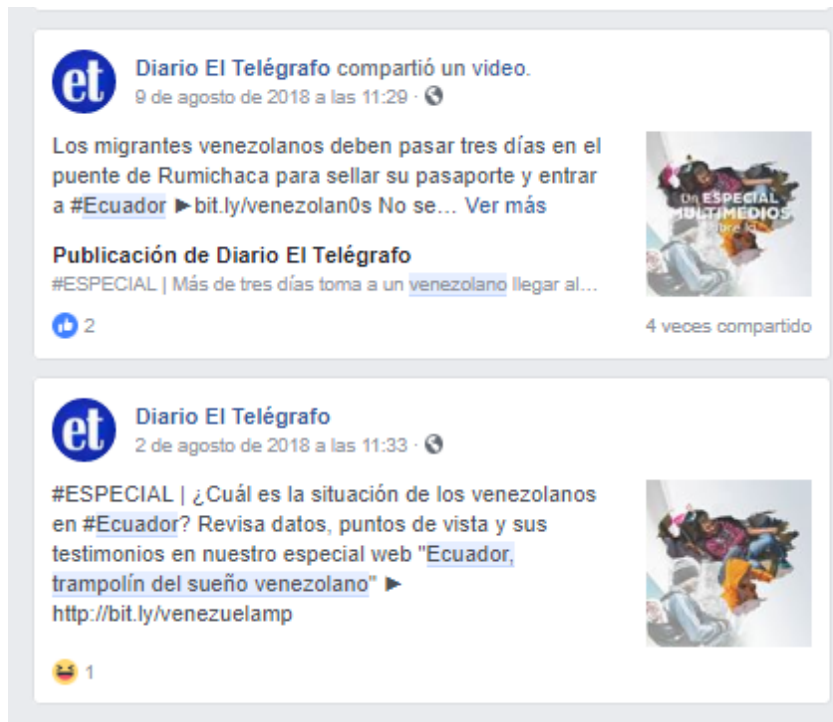 et
Diario El Telégrafo compartió un video.
9 de agosto de 2018 a las 11:29 ·
Los migrantes venezolanos deben pasar tres días en el
puente de Rumichaca para sellar su pasaporte y entrar
a #Ecuador ►bit.ly/venezolan0s No se... Ver más
Un ESPECIAL
MULTIMEDIOS
sobre la
Publicación de Diario El Telégrafo
#ESPECIAL | Más de tres días toma a un venezolano llegar al...
2
4 veces compartido
et
Diario El Telégrafo
2 de agosto de 2018 a las 11:33 ·
#ESPECIAL | ¿Cuál es la situación de los venezolanos
en #Ecuador? Revisa datos, puntos de vista y sus
testimonios en nuestro especial web "Ecuador,
trampolín del sueño venezolano" ►
http://bit.ly/venezuelamp
1